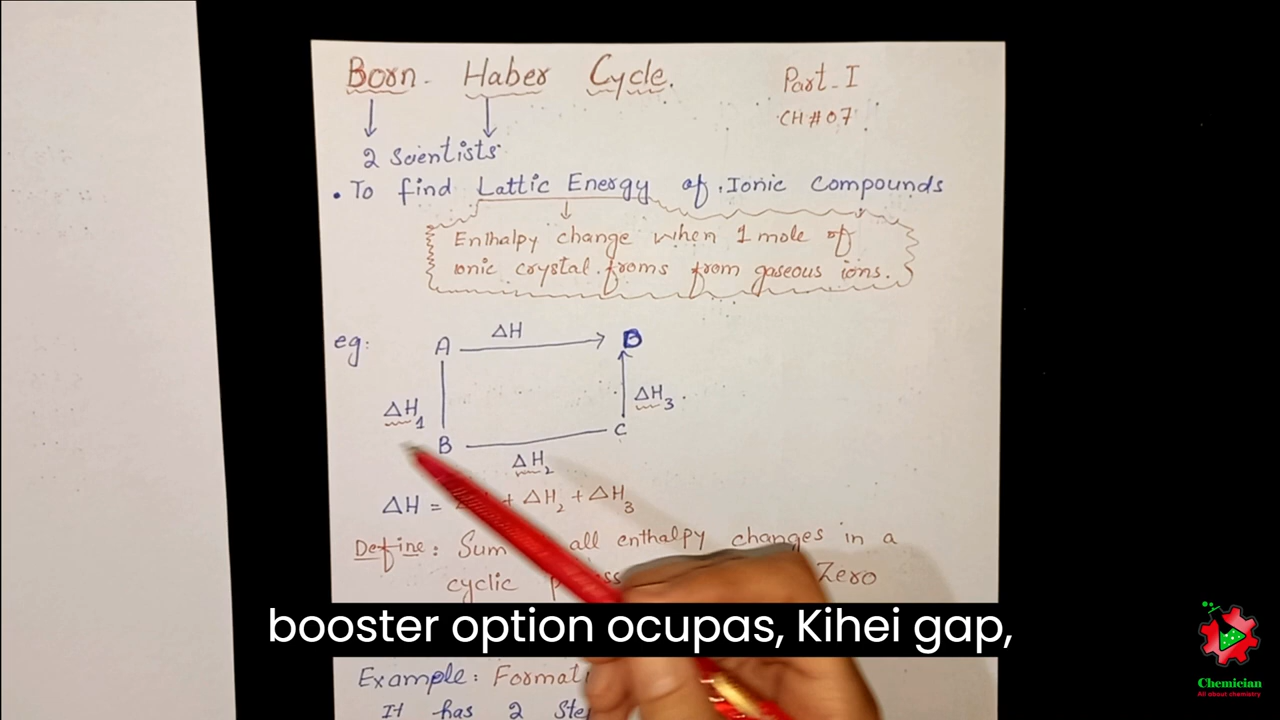 Born-Haber Cycle. Part-I
CH#07
2 Scientists
• To find Lattic Energy of Ionic Compounds
Enthalpy change when 1 mole of
ionic crystal froms from gaseous ions.
eg: A ΔH B
ΔH1 ΔH3
B C
ΔH2
ΔH = + ΔH2 + ΔH3
Define: Sum all enthalpy changes in a
cyclic Zero
booster option ocupas, Kihei gap,
Example:
It has 2
Chemician
All about chemistry